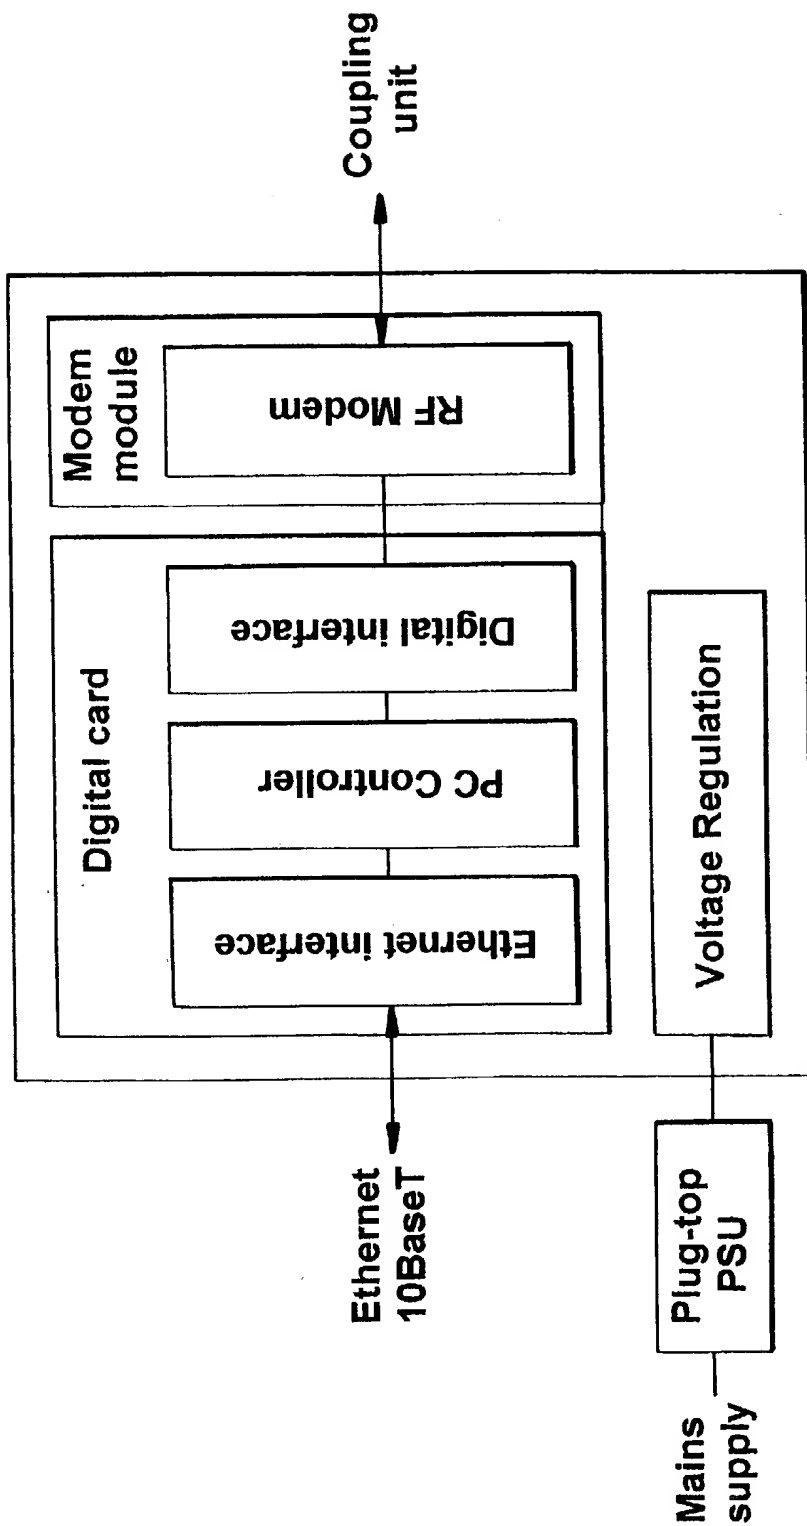 Ethernet
10BaseT
Digital card
Ethernet interface
PC Controller
Digital interface
Modem
module
RF Modem
Coupling
unit
Mains
supply
Plug-top
PSU
Voltage Regulation